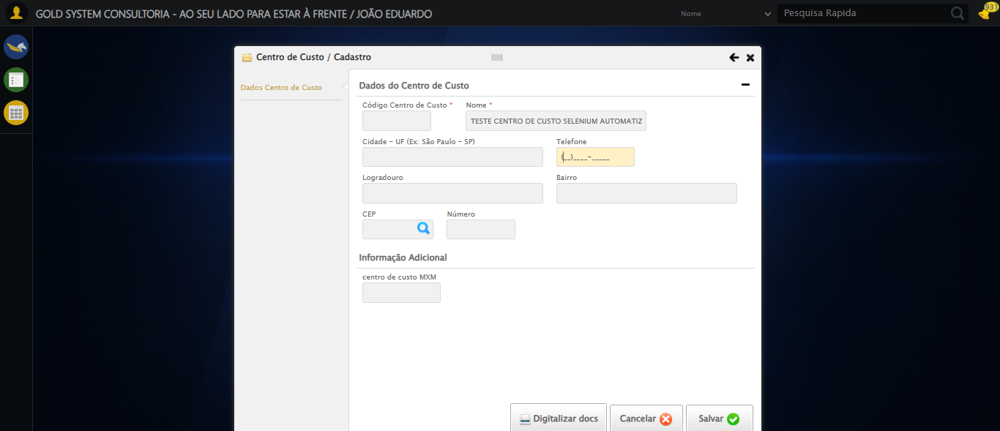 GOLD SYSTEM CONSULTORIA - AO SEU LADO PARA ESTAR À FRENTE / JOÃO EDUARDO
Nome
Pesquisa Rapida
931
Centro de Custo / Cadastro
Dados Centro de Custo
Dados do Centro de Custo
Código Centro de Custo *
Nome *
TESTE CENTRO DE CUSTO SELENIUM AUTOMATIZ
Cidade - UF (Ex: São Paulo - SP)
Telefone
(__)____-_____
Logradouro
Bairro
CEP
Número
Informação Adicional
centro de custo MXM
Digitalizar docs
Cancelar
Salvar